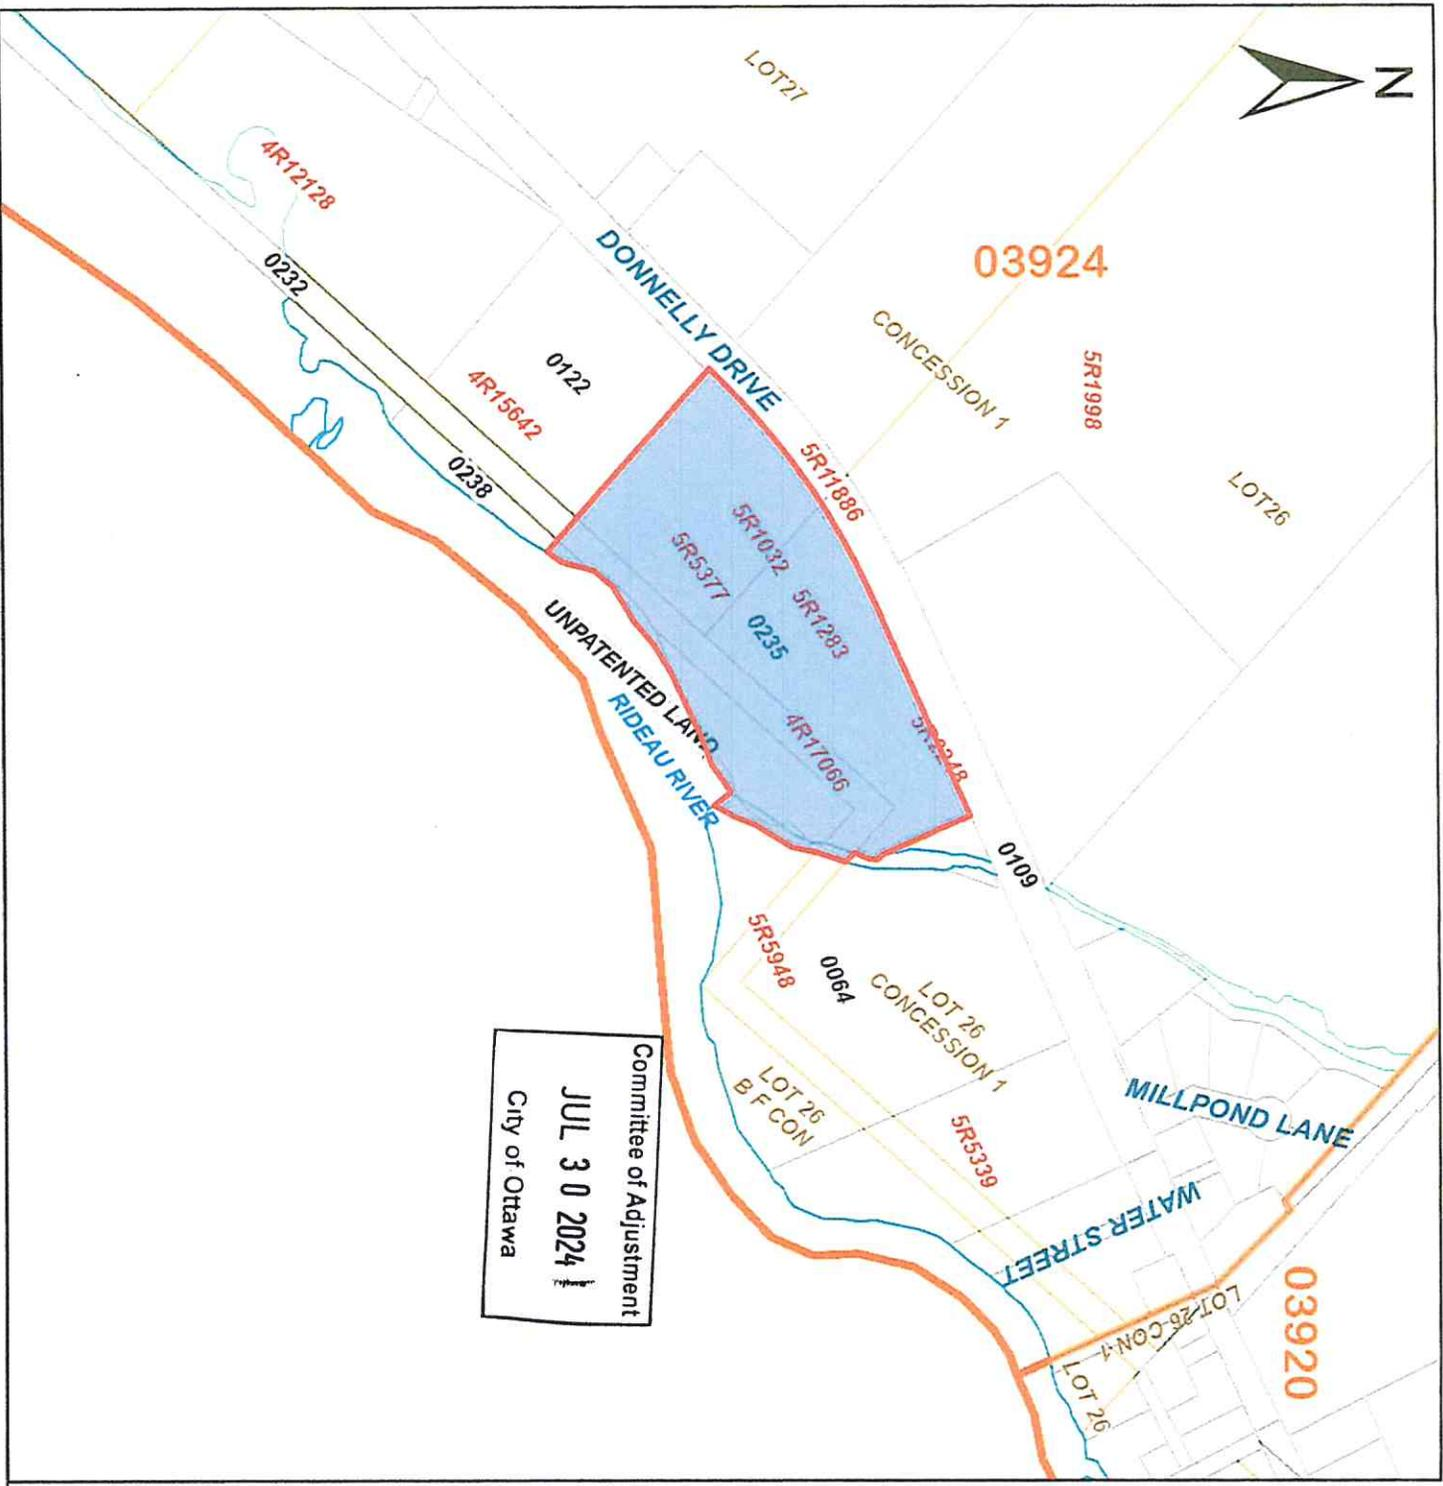 N
LOT27
03924
CONCESSION 1
5R1998
LOT26
4R12128
0232
DONNELLY DRIVE
0122
4R15642
0238
5R11886
5R1032
5R5377
5R1283
0235
4R17066
UNPATENTED LAND
RIDEAU RIVER
0109
5R5948
0064
LOT 26
CONCESSION 1
LOT 26
B F CON
5R5339
MILLPOND LANE
WATER STREET
03920
LOT 26 CON 1
LOT 26
Committee of Adjustment
JUL 30 2024
City of Ottawa